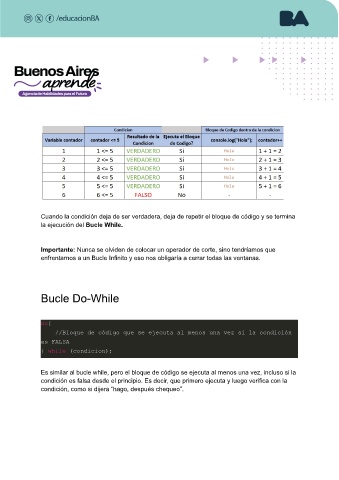 /educacionBA
BA
Buenos Aires
aprende
Agencia de Habilidades para el Futuro
Condicion Bloque de Codigo dentro de la condicion
Variable contador contador <= 5 Resultado de la Condicion Ejecuta el Bloque de Codigo? console.log("Hola"); contador++
1 1 <= 5 VERDADERO Si Hola 1 + 1 = 2
2 2 <= 5 VERDADERO Si Hola 2 + 1 = 3
3 3 <= 5 VERDADERO Si Hola 3 + 1 = 4
4 4 <= 5 VERDADERO Si Hola 4 + 1 = 5
5 5 <= 5 VERDADERO Si Hola 5 + 1 = 6
6 6 <= 5 FALSO No - -
Cuando la condición deja de ser verdadera, deja de repetir el bloque de código y se termina
la ejecución del Bucle While.
Importante: Nunca se olviden de colocar un operador de corte, sino tendríamos que
enfrentarnos a un Bucle Infinito y eso nos obligaría a cerrar todas las ventanas.
Bucle Do-While
do{
//Bloque de código que se ejecuta al menos una vez si la condición
es FALSA
} while (condicion);
Es similar al bucle while, pero el bloque de código se ejecuta al menos una vez, incluso si la
condición es falsa desde el principio. Es decir, que primero ejecuta y luego verifica con la
condición, como si dijera “hago, después chequeo”.